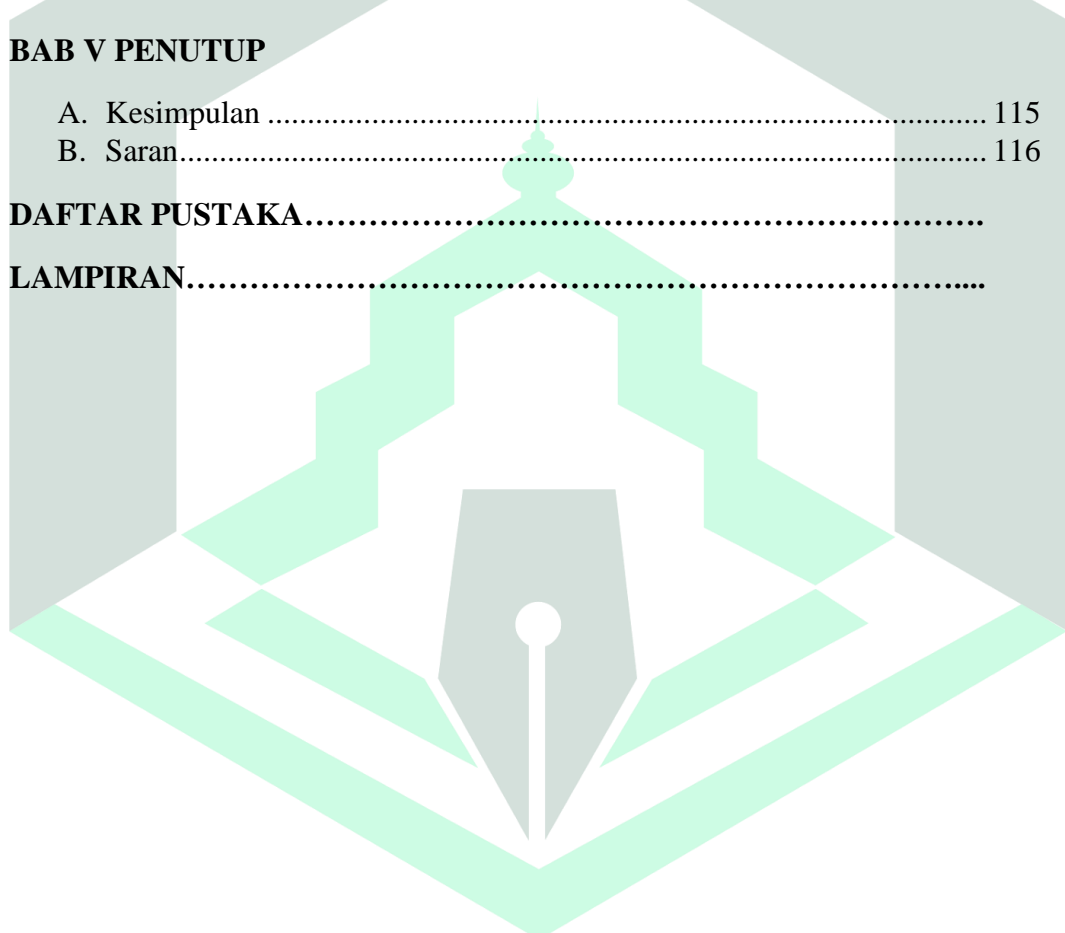 BAB V PENUTUP
A. Kesimpulan ........................................................................................... 115
B. Saran...................................................................................................... 116
DAFTAR PUSTAKA………………………………………………………………….
LAMPIRAN…………………………………………………………………………....